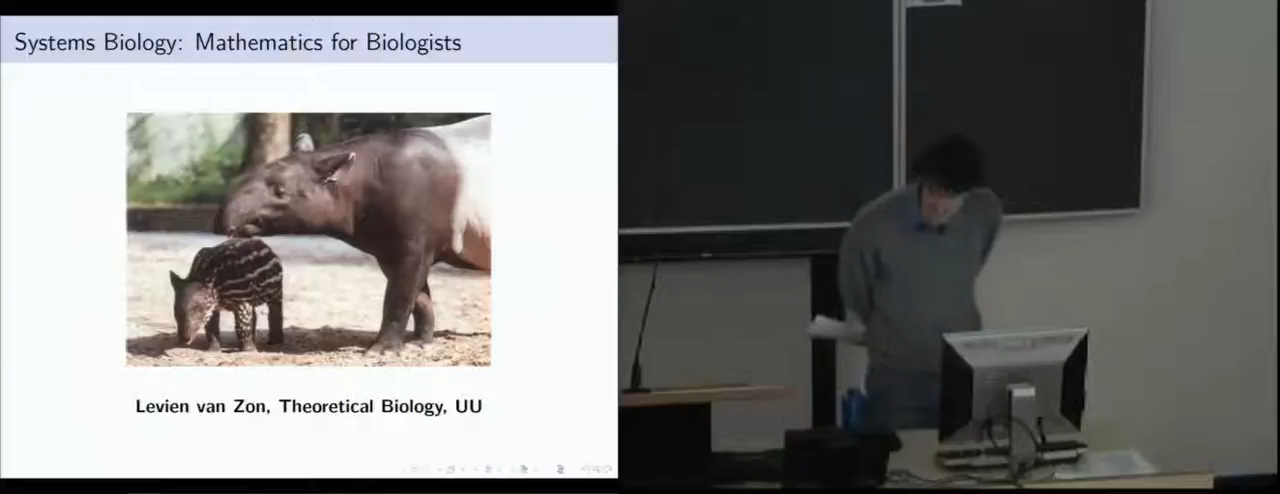 Systems Biology: Mathematics for Biologists
Levien van Zon, Theoretical Biology, UU